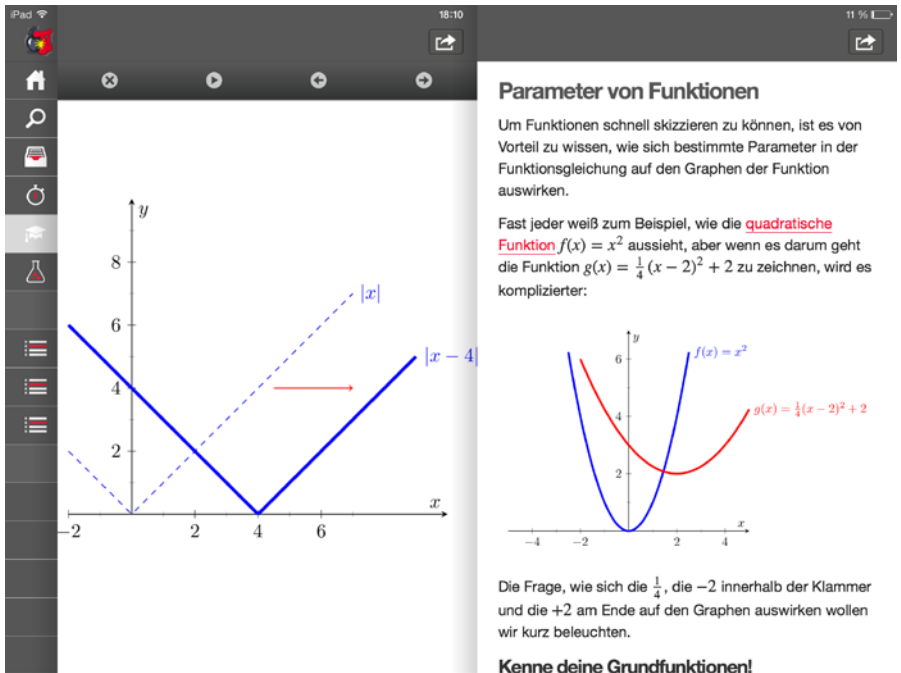 iPad 18:10 11 %
y
8
6
4
2
|x|
|x − 4|
x
−2 2 4 6
Parameter von Funktionen
Um Funktionen schnell skizzieren zu können, ist es von
Vorteil zu wissen, wie sich bestimmte Parameter in der
Funktionsgleichung auf den Graphen der Funktion
auswirken.
Fast jeder weiß zum Beispiel, wie die quadratische
Funktion f(x) = x² aussieht, aber wenn es darum geht
die Funktion g(x) = ¼(x − 2)² + 2 zu zeichnen, wird es
komplizierter:
y
f(x) = x²
6
g(x) = ¼(x − 2)² + 2
4
2
x
−4 −2 2 4
Die Frage, wie sich die ¼, die −2 innerhalb der Klammer
und die +2 am Ende auf den Graphen auswirken wollen
wir kurz beleuchten.
Kenne deine Grundfunktionen!